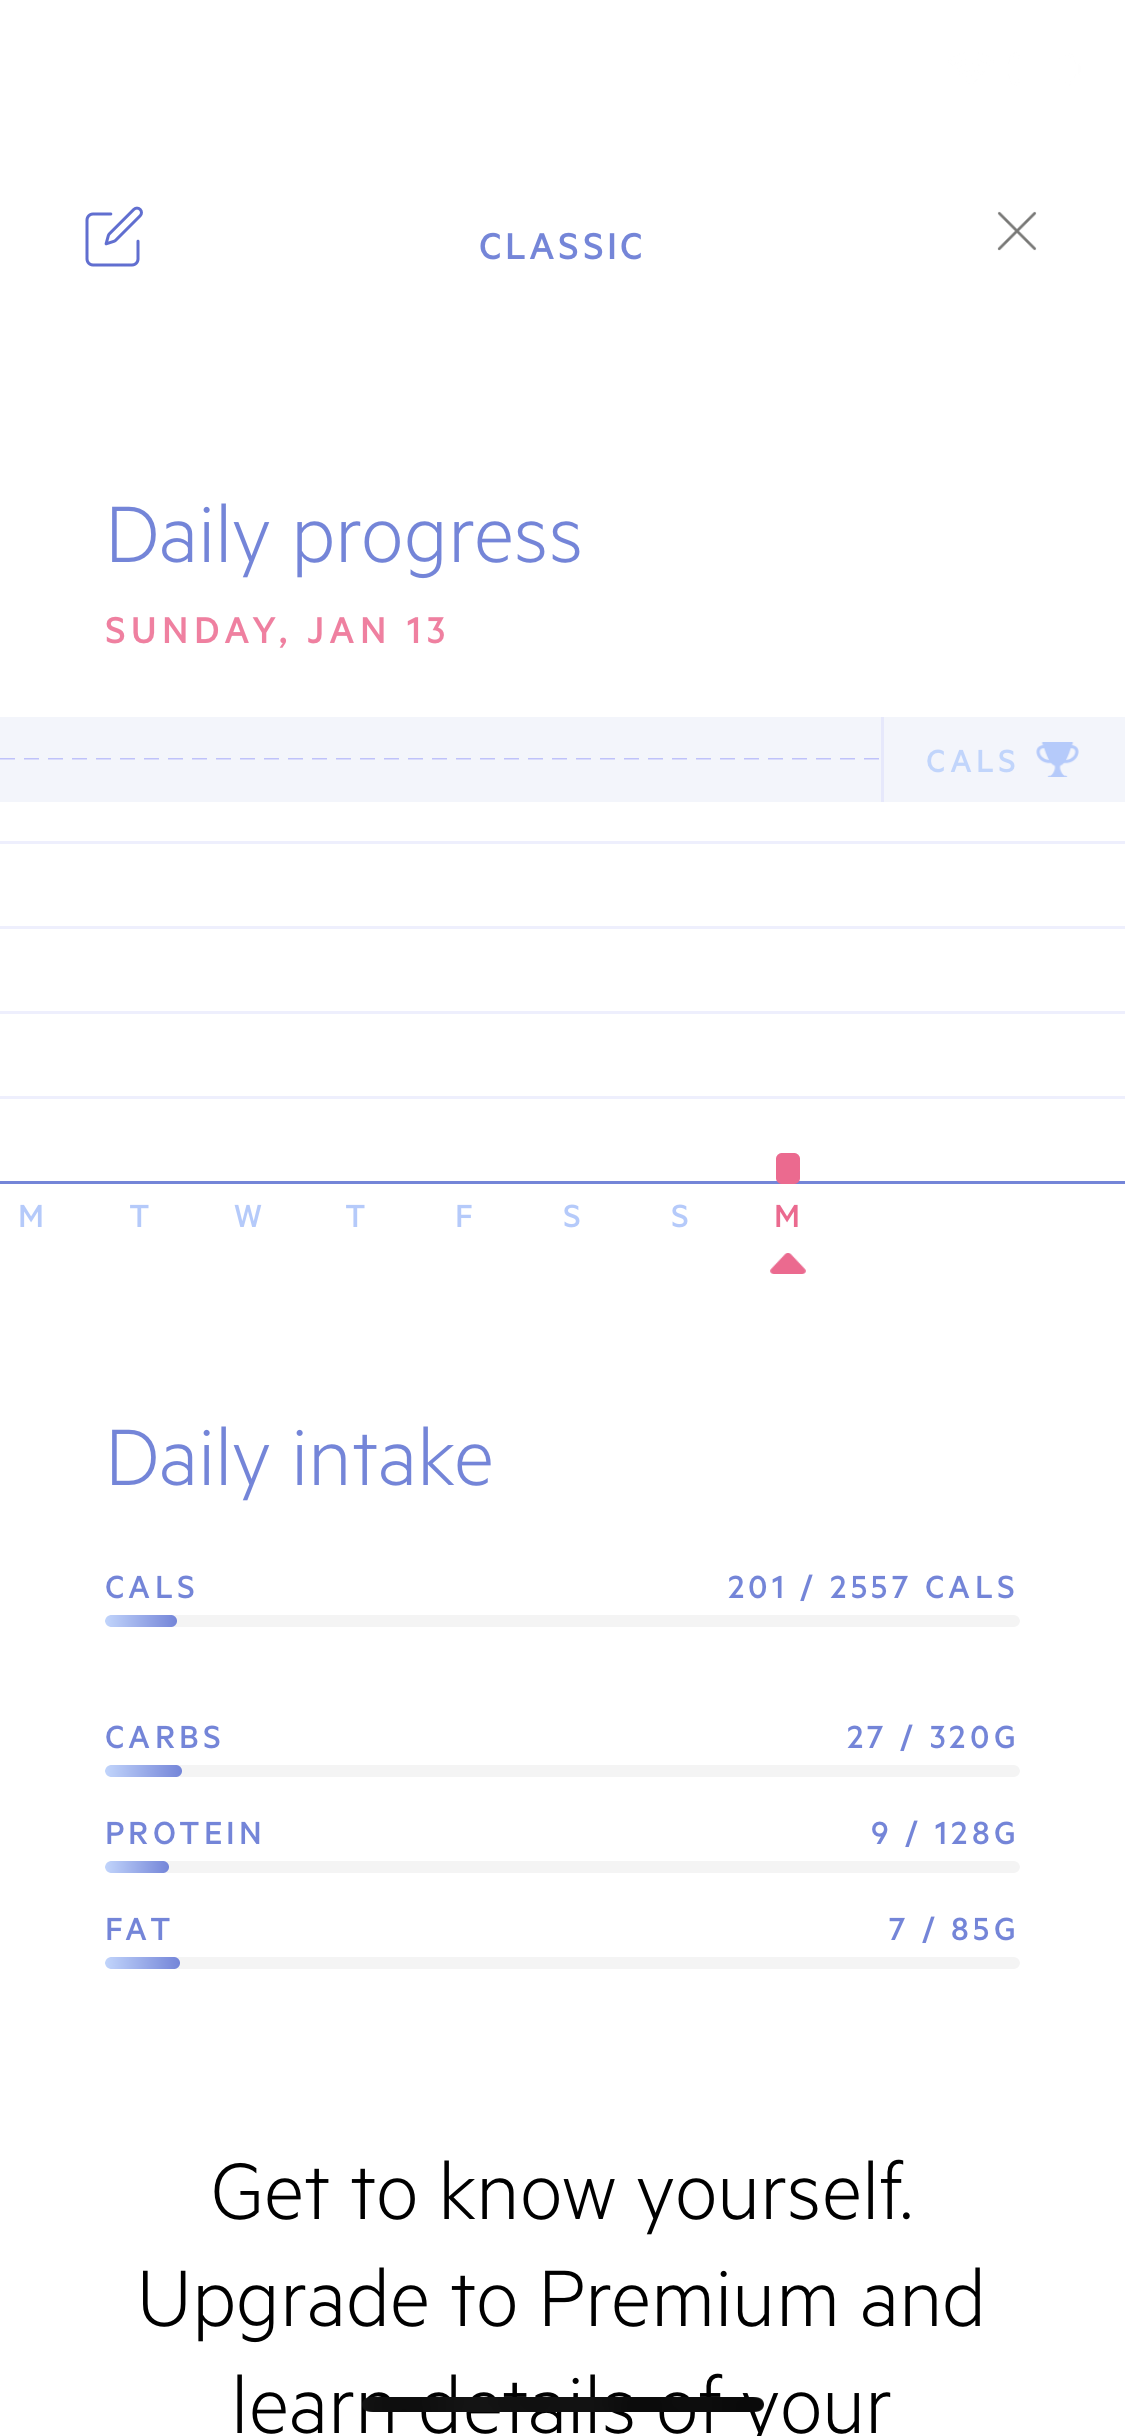 CLASSIC
Daily progress
SUNDAY, JAN 13
CALS
M T W T F S S M
Daily intake
CALS 201 / 2557 CALS
CARBS 27 / 320G
PROTEIN 9 / 128G
FAT 7 / 85G
Get to know yourself.
Upgrade to Premium and
learn details of your